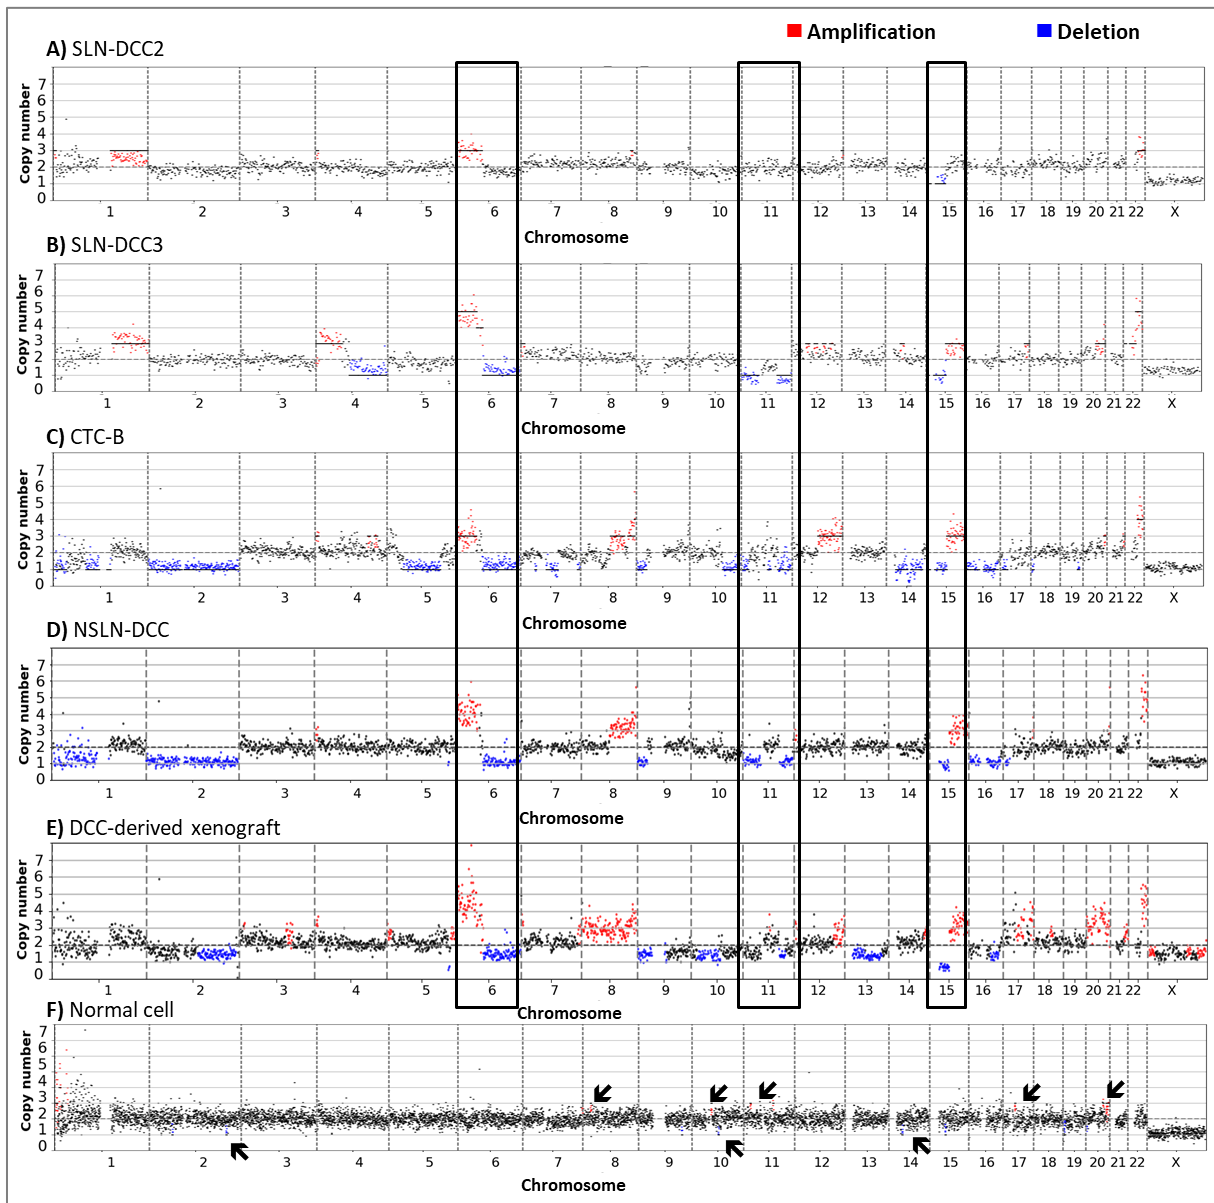 Amplification Deletion
A) SLN-DCC2
Copy number
7
6
5
4
3
2
1
0
1 2 3 4 5 6 7 8 9 10 11 12 13 14 15 16 17 18 19 20 21 22 X
Chromosome
B) SLN-DCC3
Copy number
7
6
5
4
3
2
1
0
1 2 3 4 5 6 7 8 9 10 11 12 13 14 15 16 17 18 19 20 21 22 X
Chromosome
C) CTC-B
Copy number
7
6
5
4
3
2
1
0
1 2 3 4 5 6 7 8 9 10 11 12 13 14 15 16 17 18 19 20 21 22 X
Chromosome
D) NSLN-DCC
Copy number
7
6
5
4
3
2
1
0
1 2 3 4 5 6 7 8 9 10 11 12 13 14 15 16 17 18 19 20 21 22 X
Chromosome
E) DCC-derived xenograft
Copy number
7
6
5
4
3
2
1
0
1 2 3 4 5 6 7 8 9 10 11 12 13 14 15 16 17 18 19 20 21 22 X
Chromosome
F) Normal cell
Copy number
7
6
5
4
3
2
1
0
1 2 3 4 5 6 7 8 9 10 11 12 13 14 15 16 17 18 19 20 21 22 X
Chromosome